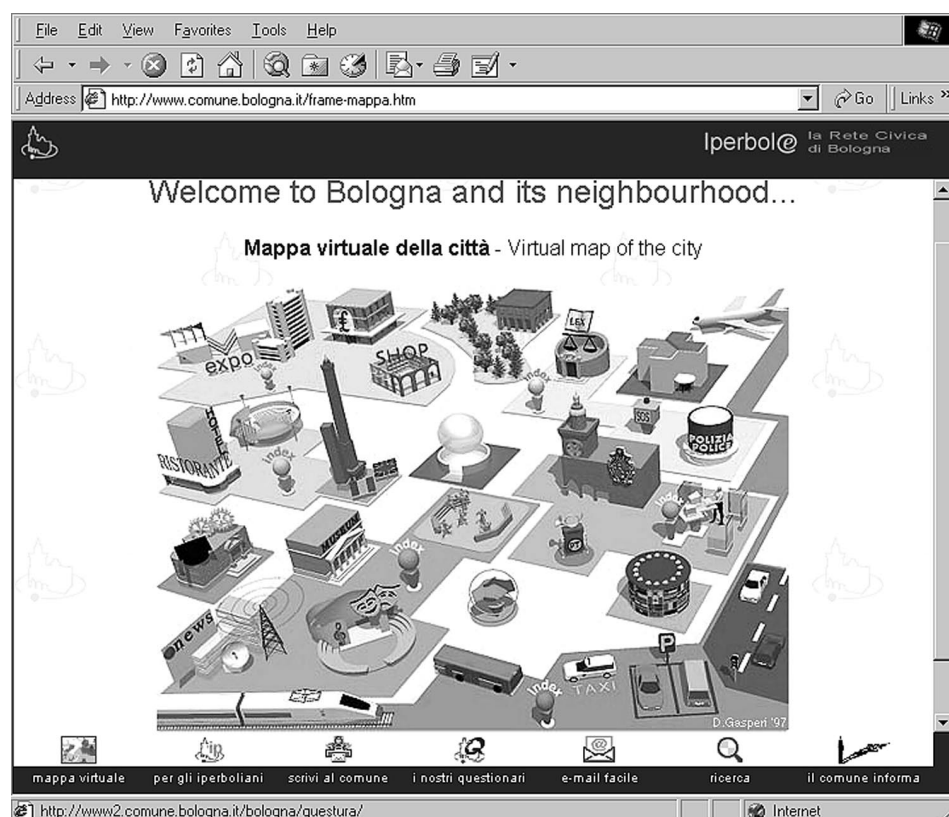 File Edit View Favorites Tools Help
Address http://www.comune.bologna.it/frame-mappa.htm Go Links »
Iperbol@ la Rete Civica
di Bologna
Welcome to Bologna and its neighbourhood...
Mappa virtuale della città - Virtual map of the city
LEX
expo
SHOP
Index
Index
SOS
HOTEL
RISTORANTE
POLIZIA
POLICE
Index
Index
MUSEUM
Index
news
P
TAXI
Index
D.Gasperi '97
mappa virtuale per gli iperboliani scrivi al comune i nostri questionari e-mail facile ricerca il comune informa
http://www2.comune.bologna.it/bologna/questura/ Internet